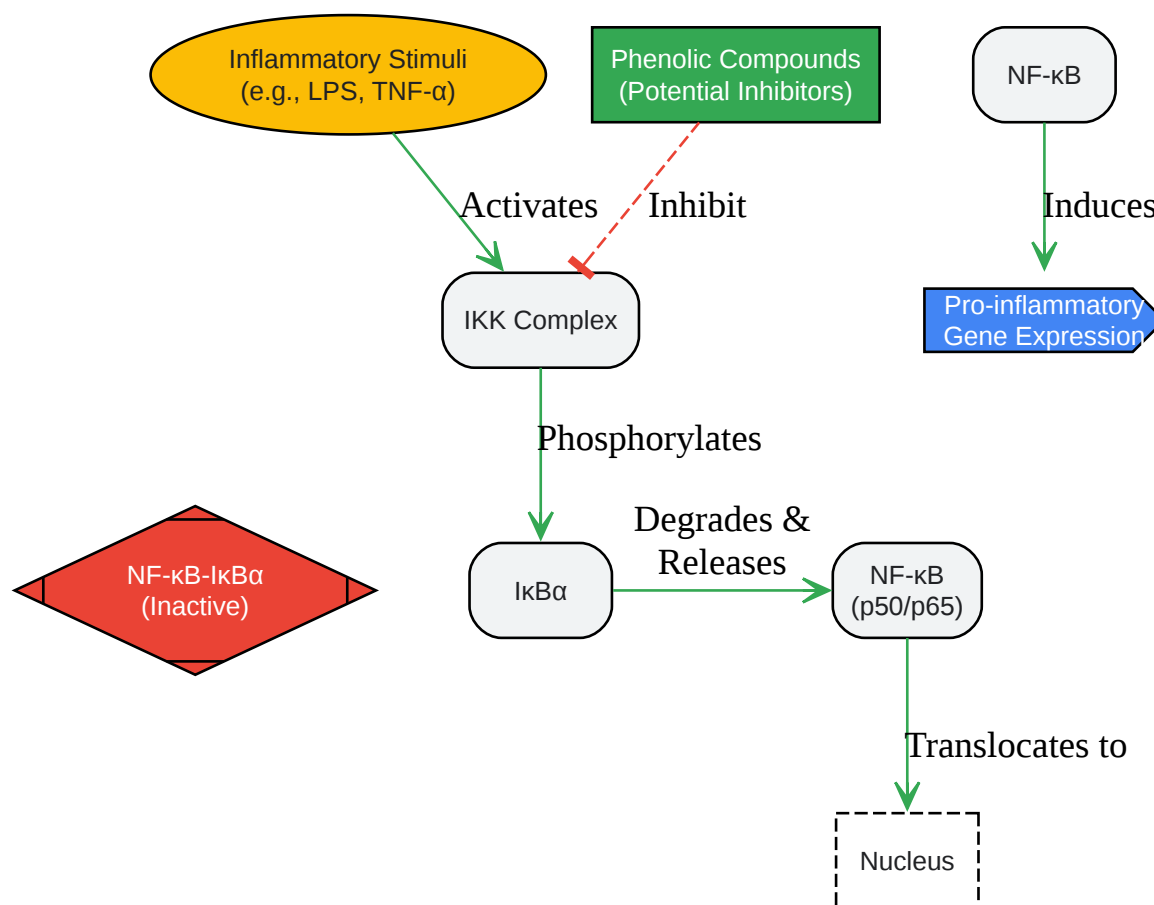 Inflammatory Stimuli
(e.g., LPS, TNF-α)
Phenolic Compounds
(Potential Inhibitors)
NF-κB
Activates
Inhibit
Induces
IKK Complex
Pro-inflammatory
Gene Expression
Phosphorylates
Degrades &
Releases
NF-κB-IκBα
(Inactive)
IκBα
NF-κB
(p50/p65)
Translocates to
Nucleus